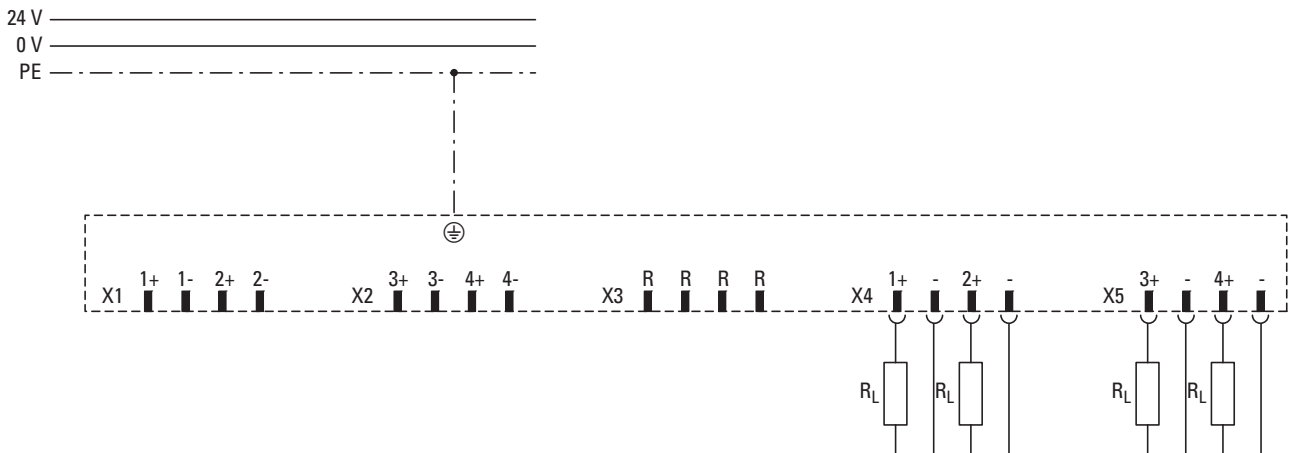 24 V
0 V
PE
X1 1+ 1- 2+ 2-
X2 3+ 3- 4+ 4-
X3 R R R R
X4 1+ - 2+ -
X5 3+ - 4+ -
RL RL RL RL